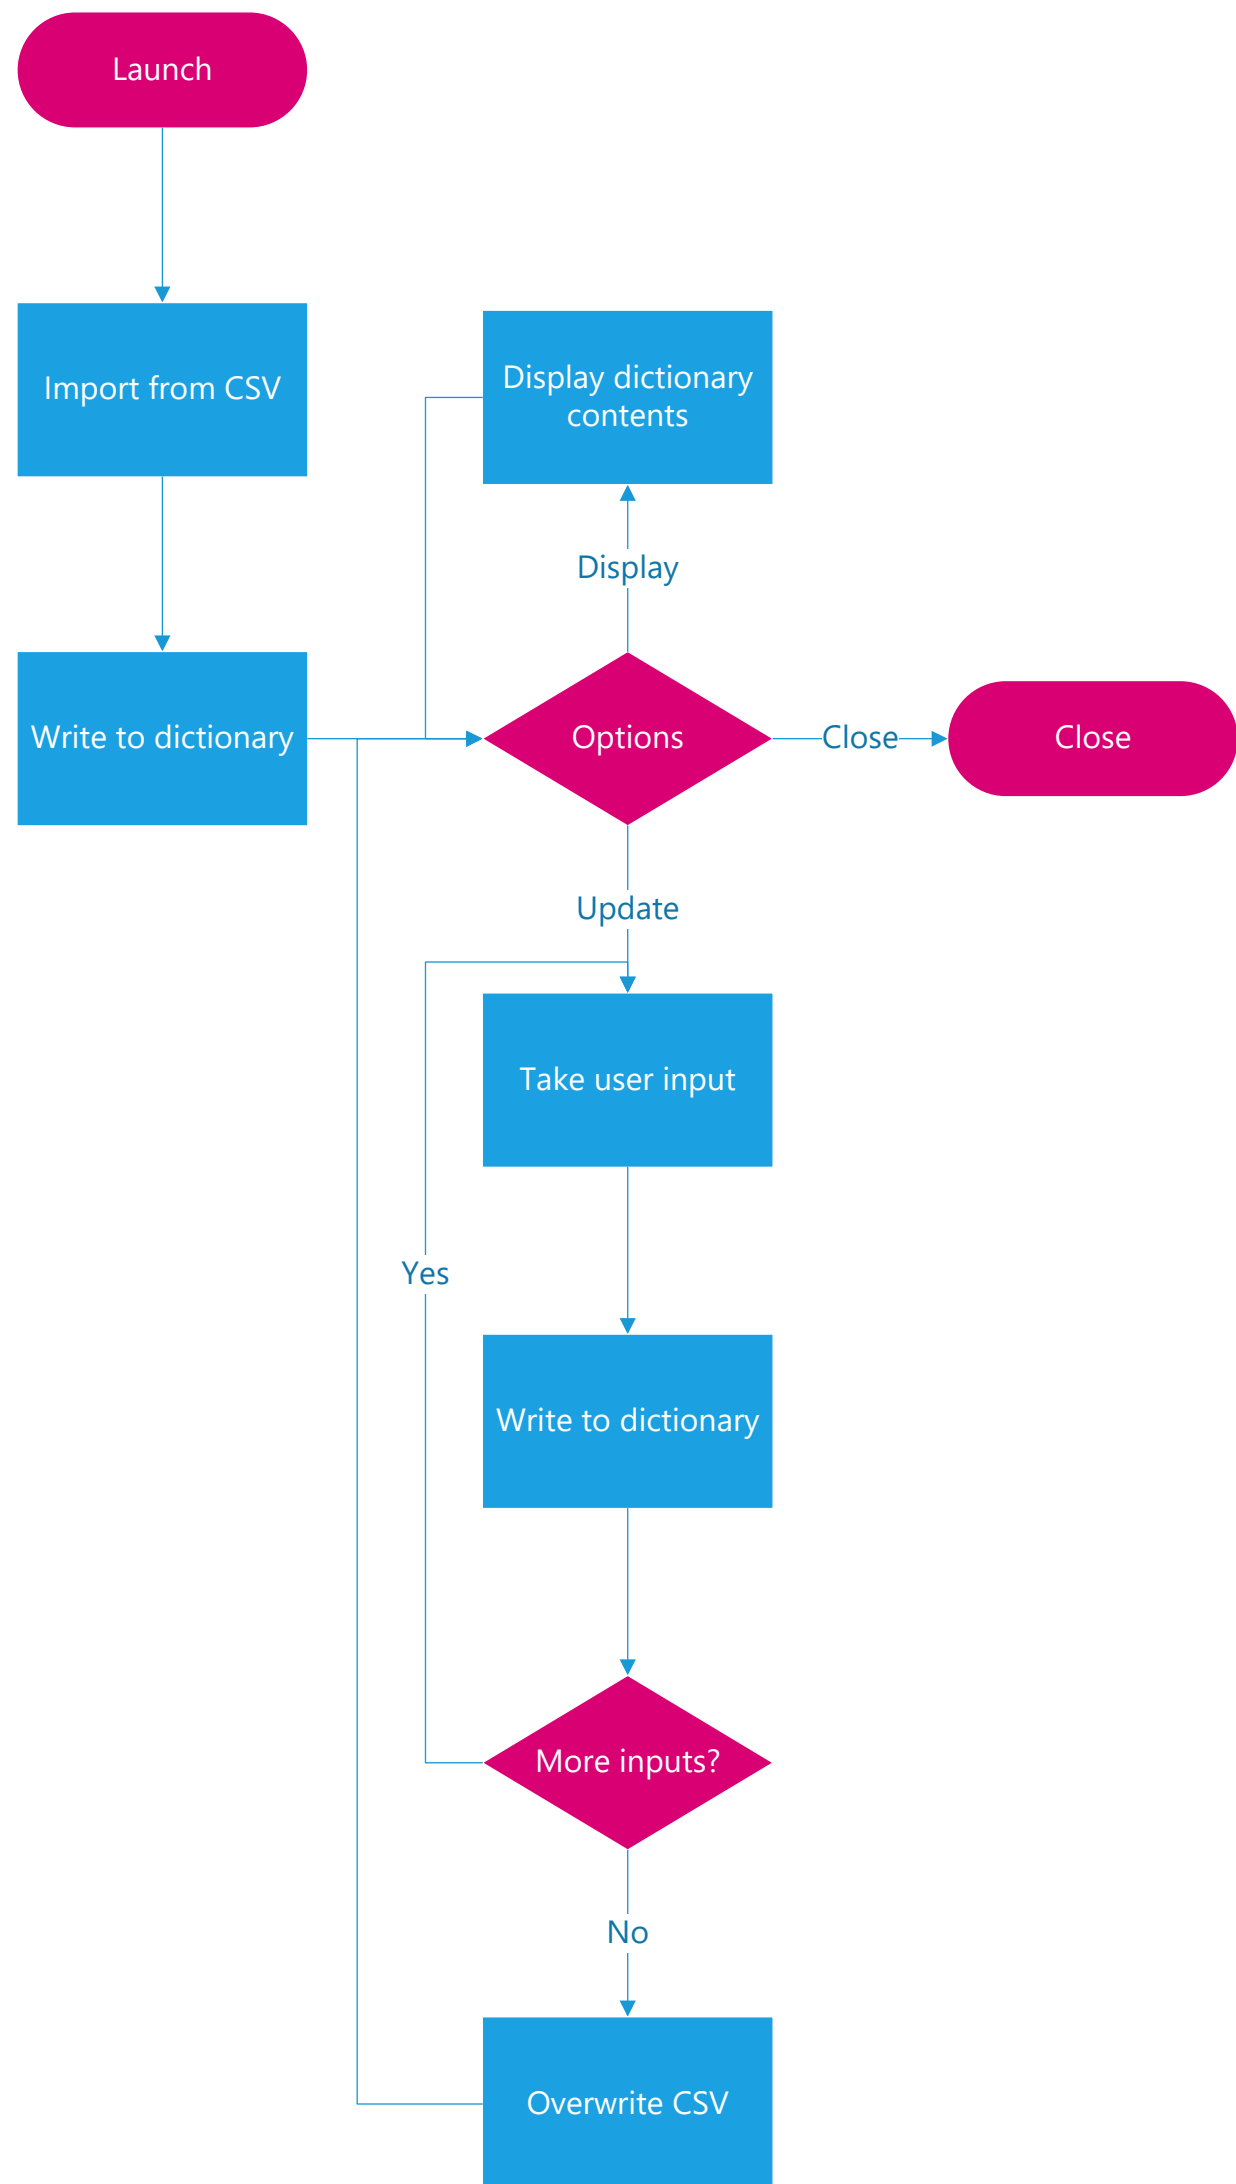 Launch
Import from CSV
Display dictionary
contents
Display
Write to dictionary
Options
Close
Close
Update
Take user input
Yes
Write to dictionary
More inputs?
No
Overwrite CSV